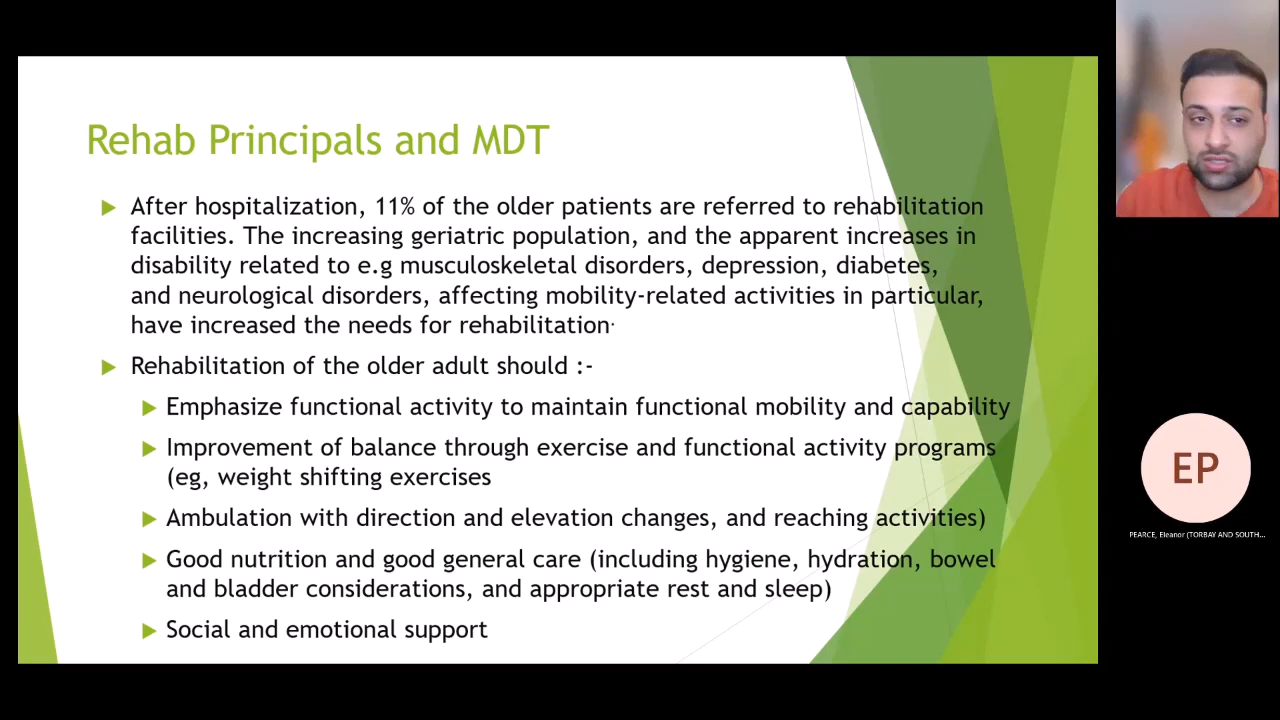 Rehab Principals and MDT
After hospitalization, 11% of the older patients are referred to rehabilitation
facilities. The increasing geriatric population, and the apparent increases in
disability related to e.g musculoskeletal disorders, depression, diabetes,
and neurological disorders, affecting mobility-related activities in particular,
have increased the needs for rehabilitation.
Rehabilitation of the older adult should :-
Emphasize functional activity to maintain functional mobility and capability
Improvement of balance through exercise and functional activity programs
(eg, weight shifting exercises
Ambulation with direction and elevation changes, and reaching activities)
Good nutrition and good general care (including hygiene, hydration, bowel
and bladder considerations, and appropriate rest and sleep)
Social and emotional support
EP
PEARCE, Eleanor (TORBAY AND SOUTH...